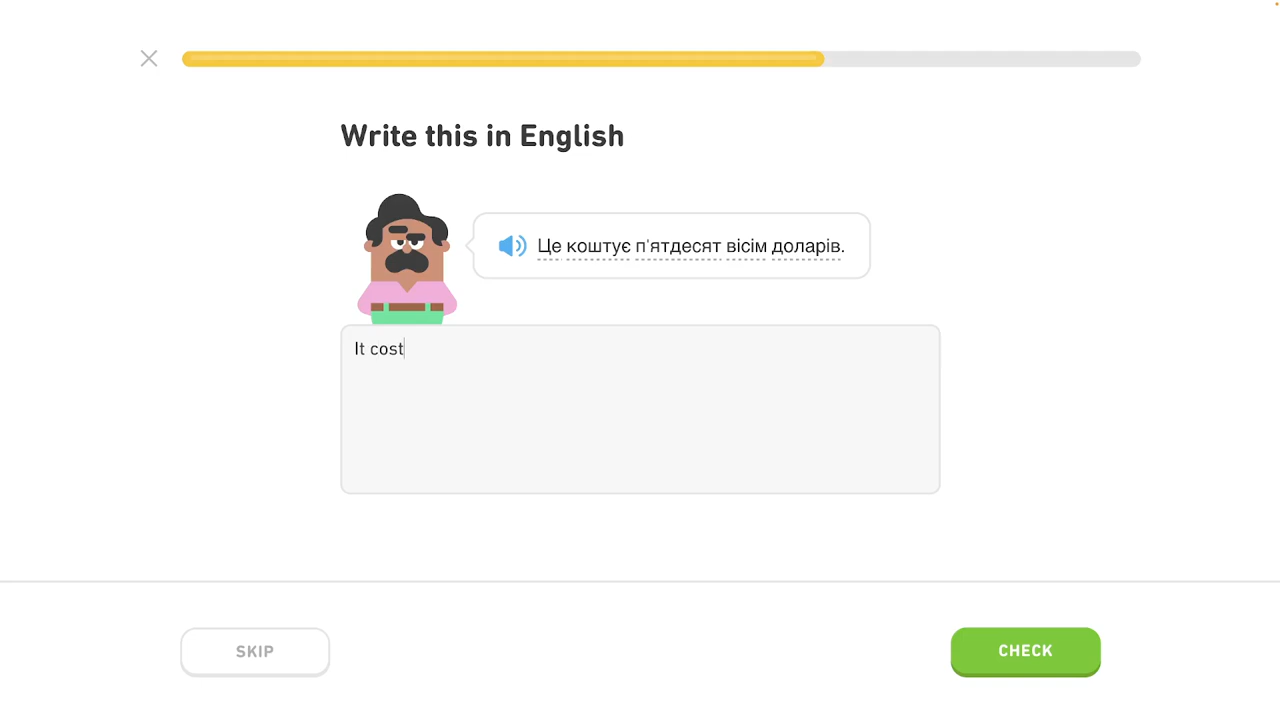 Write this in English
Це коштує п'ятдесят вісім доларів.
It cost
SKIP
CHECK